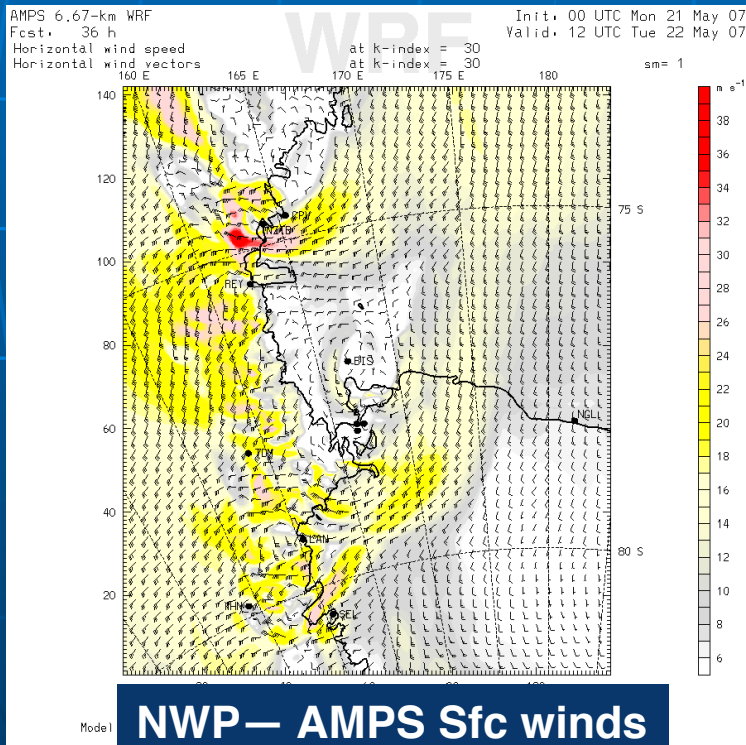 WRF
AMPS 6.67-km WRF Init: 00 UTC Mon 21 May 07
Fcst: 36 h Valid: 12 UTC Tue 22 May 07
Horizontal wind speed at k-index = 30
Horizontal wind vectors at k-index = 30 sm= 1
160 E 165 E 170 E 175 E 180 m s-1
140
38
36
120
34
32
CPW
75 S
30
100
REY
28
26
80
24
BIS
22
60
NGL
20
18
16
40
LAN
80 S
14
12
20
SEL
10
8
6
Model
NWP— AMPS Sfc winds